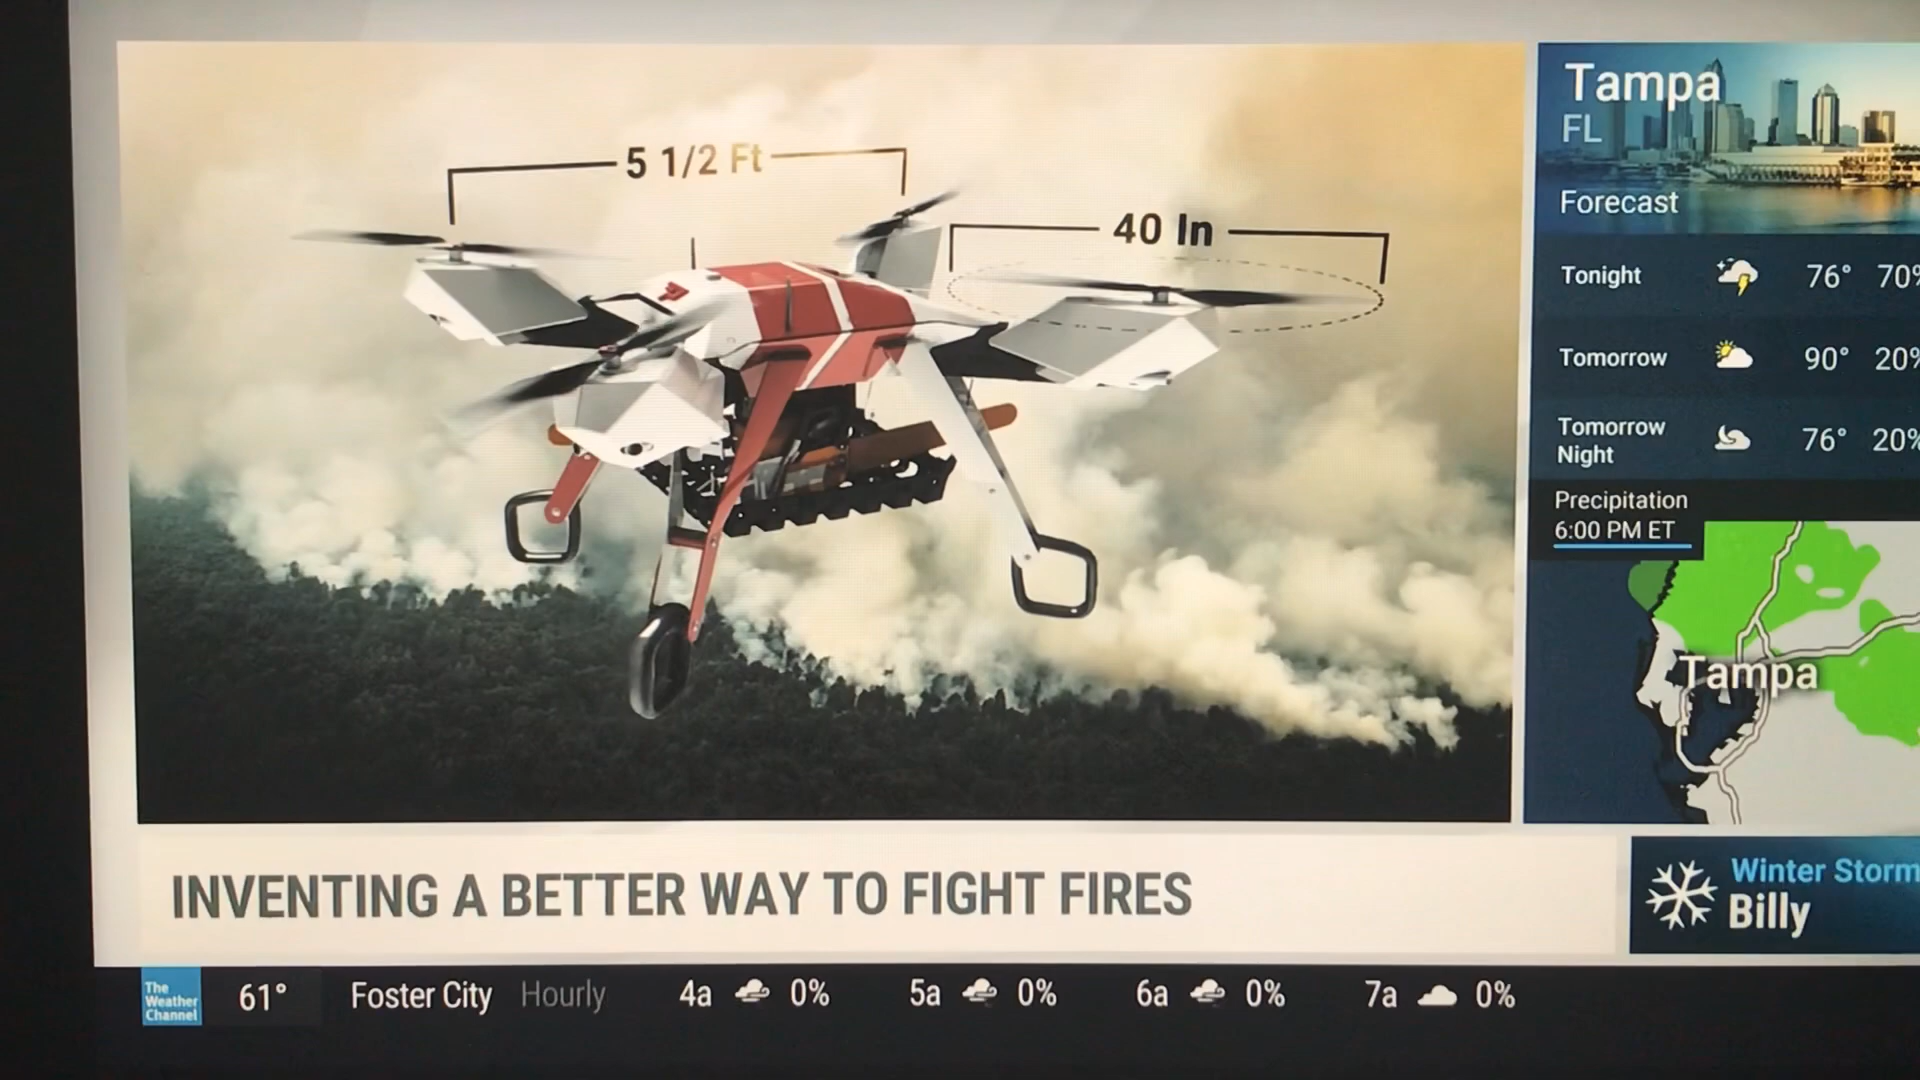 5 1/2 Ft
40 In
Tampa
FL
Forecast
Tonight 76° 70%
Tomorrow 90° 20%
Tomorrow Night 76° 20%
Precipitation
6:00 PM ET
Tampa
INVENTING A BETTER WAY TO FIGHT FIRES
Winter Storm
Billy
The
Weather
Channel
61° Foster City Hourly 4a 0% 5a 0% 6a 0% 7a 0%